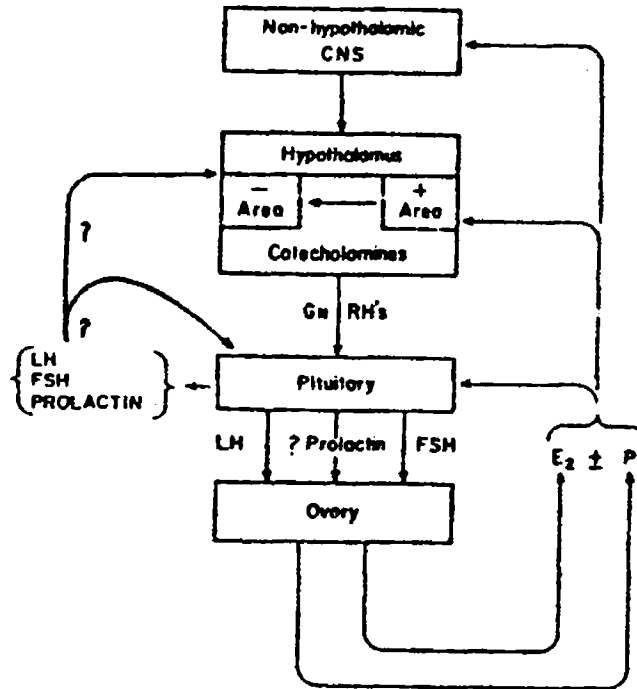 Non-hypothalamic
CNS
Hypothalamus
− +
Area Area
Catecholamines
?
?
Gn RH's
LH
FSH
PROLACTIN
Pituitary
LH ? Prolactin FSH
E₂ ± P
Ovary